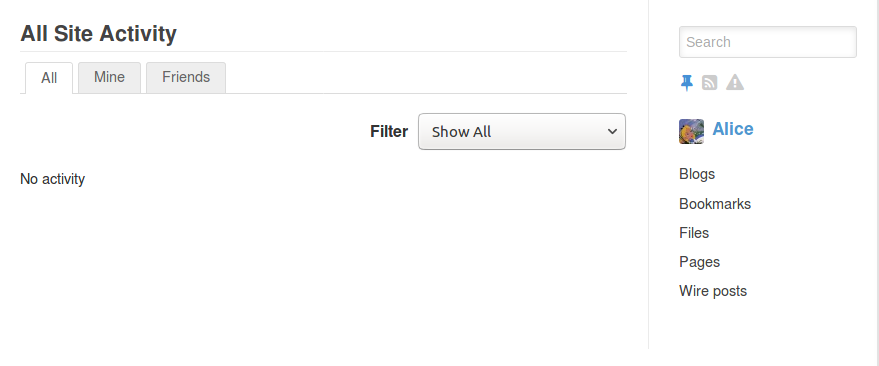 All Site Activity
All
Mine
Friends
Filter
Show All
No activity
Search
Alice
Blogs
Bookmarks
Files
Pages
Wire posts